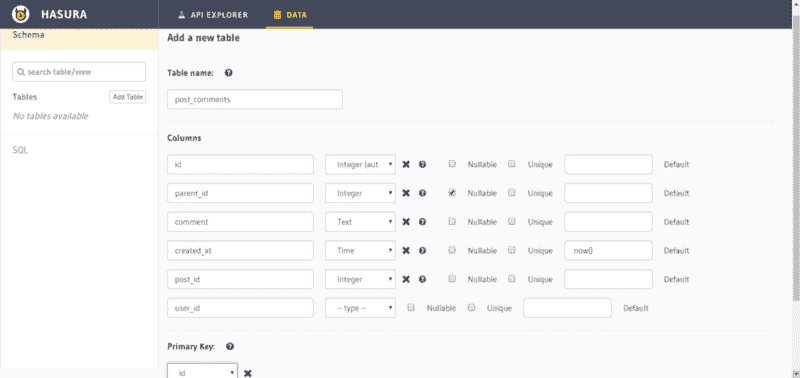 HASURA
API EXPLORER
DATA
Schema
search table/view
Tables
Add Table
No tables available
SQL
Add a new table
Table name:
post_comments
Columns
id Integer (aut Nullable Unique Default
parent_id Integer Nullable Unique Default
comment Text Nullable Unique Default
created_at Time Nullable Unique now() Default
post_id Integer Nullable Unique Default
user_id -- type -- Nullable Unique Default
Primary Key:
id